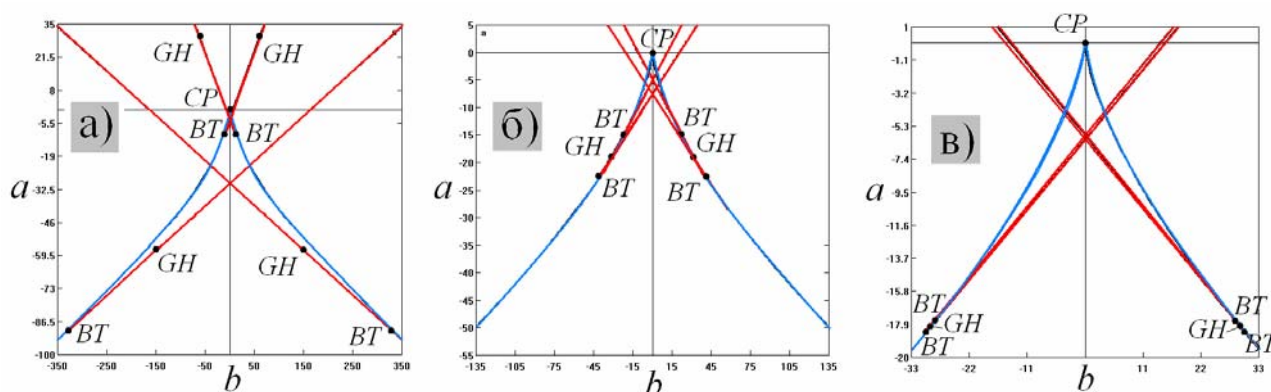 35
21.5
8
-5.5
-19
-32.5
-46
-59.5
-73
-86.5
-100
-350
-250
-150
-50
50
150
250
350
a
b
а)
GH
GH
CP
BT
BT
GH
GH
BT
BT
5
0
-5
-10
-15
-20
-25
-30
-35
-40
-45
-50
-55
-135
-105
-75
-45
-15
15
45
75
105
135
a
a
b
б)
CP
BT
BT
GH
GH
BT
BT
1
-1.1
-3.2
-5.3
-7.4
-9.5
-11.6
-13.7
-15.8
-17.9
-20
-33
-22
-11
0
11
22
33
a
b
в)
CP
BT
BT
GH
GH
BT
BT